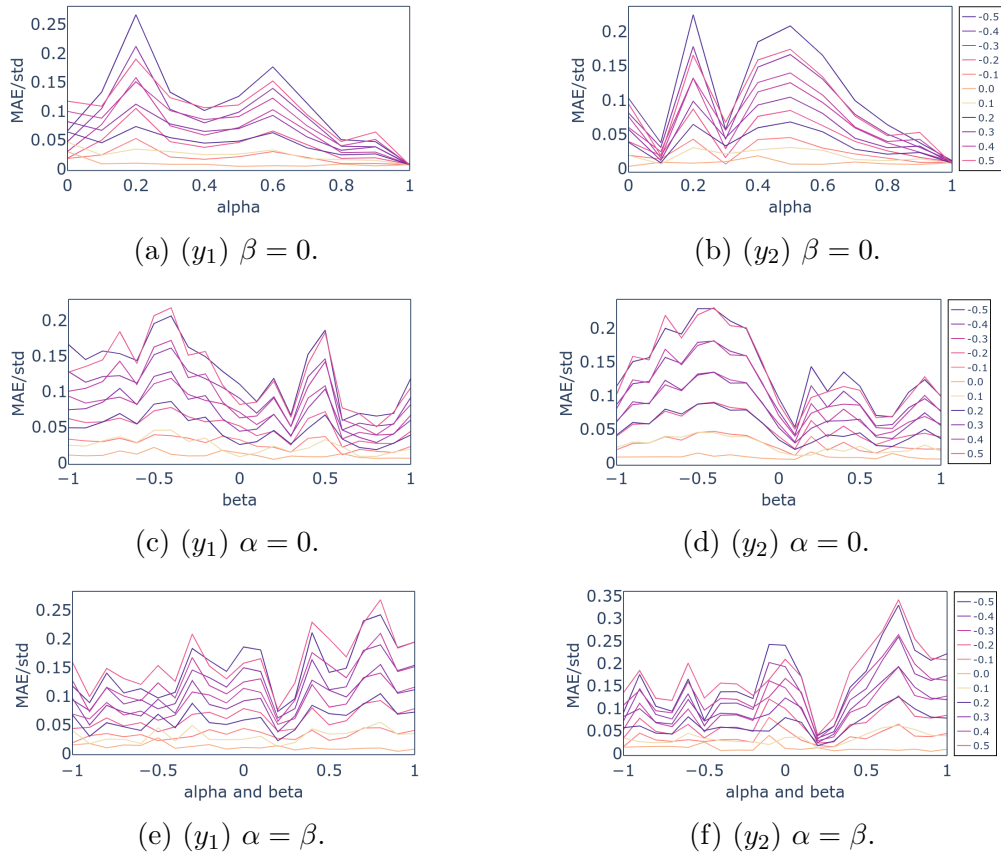 MAE/std
0.25
0.2
0.15
0.1
0.05
0
0 0.2 0.4 0.6 0.8 1
alpha
(a) (y₁) β = 0.
MAE/std
0.2
0.15
0.1
0.05
0
0 0.2 0.4 0.6 0.8 1
alpha
-0.5
-0.4
-0.3
-0.2
-0.1
0.0
0.1
0.2
0.3
0.4
0.5
(b) (y₂) β = 0.
MAE/std
0.2
0.15
0.1
0.05
0
−1 −0.5 0 0.5 1
beta
(c) (y₁) α = 0.
MAE/std
0.2
0.15
0.1
0.05
0
−1 −0.5 0 0.5 1
beta
-0.5
-0.4
-0.3
-0.2
0.0
0.1
0.2
0.3
0.4
0.5
(d) (y₂) α = 0.
MAE/std
0.25
0.2
0.15
0.1
0.05
0
−1 −0.5 0 0.5 1
alpha and beta
(e) (y₁) α = β.
MAE/std
0.35
0.3
0.25
0.2
0.15
0.1
0.05
0
−1 −0.5 0 0.5 1
alpha and beta
-0.5
-0.4
-0.3
-0.2
-0.1
0.0
0.1
0.2
0.3
0.4
0.5
(f) (y₂) α = β.